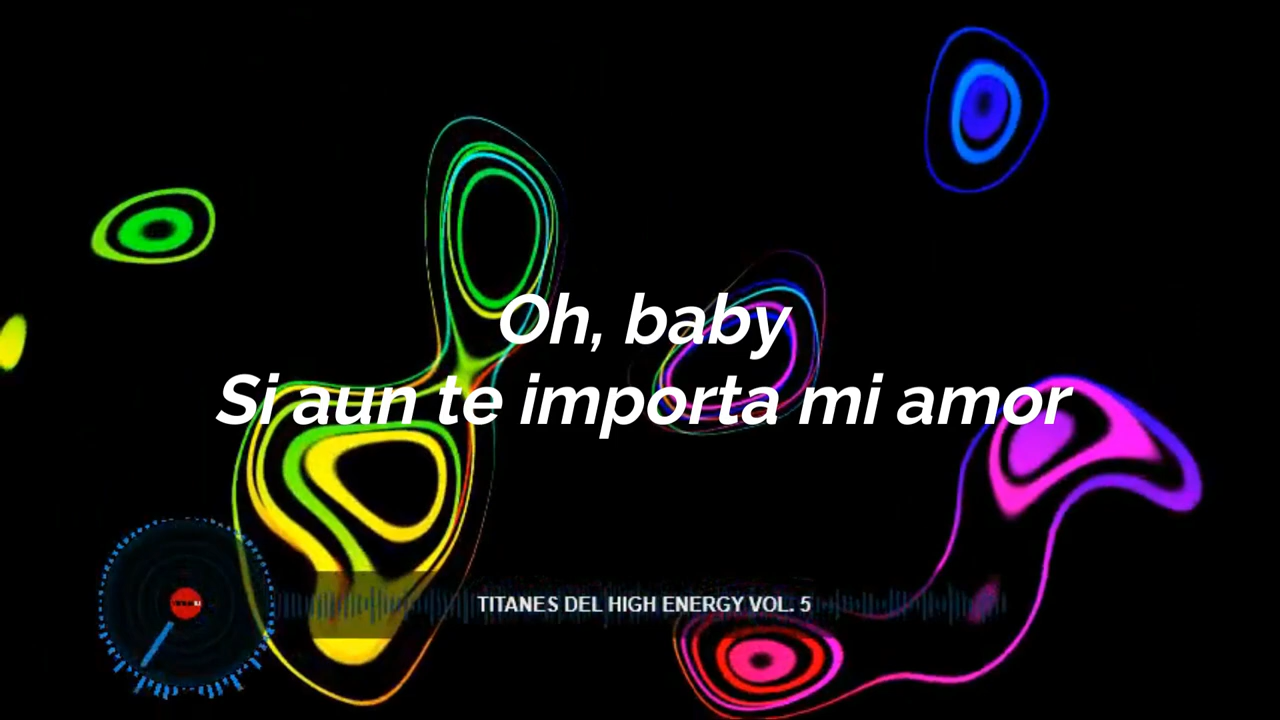 Oh, baby
Si aun te importa mi amor
TITANES DEL HIGH ENERGY VOL. 5